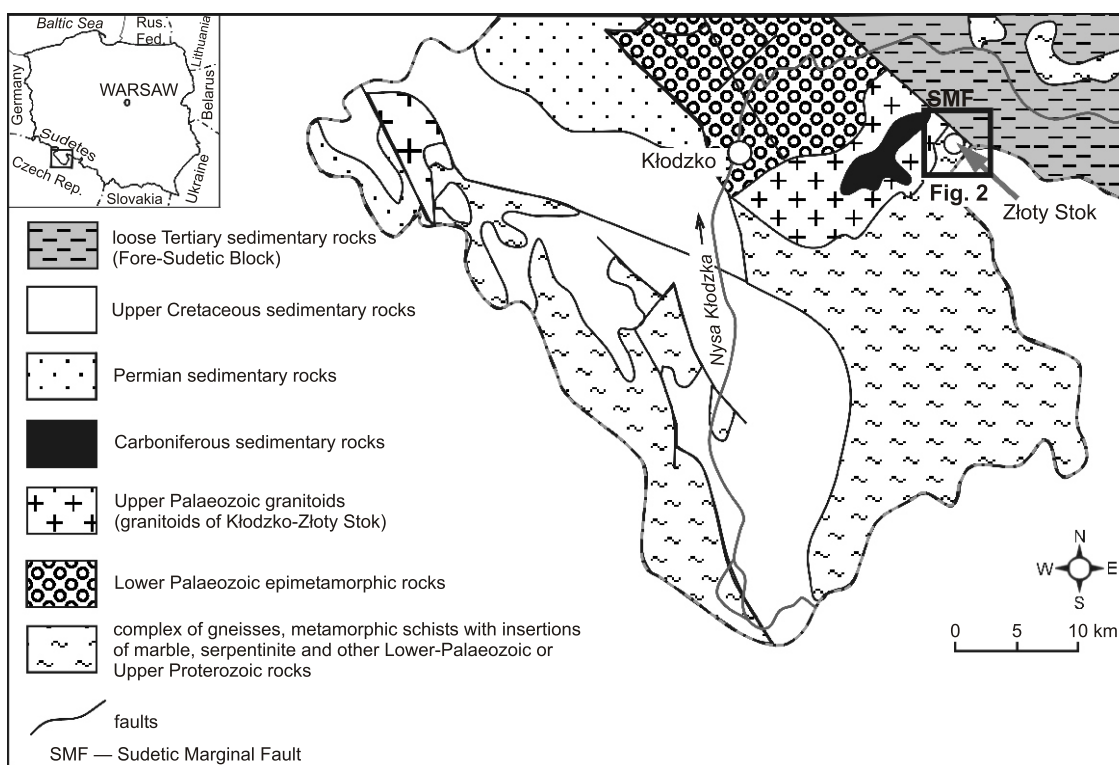 Baltic Sea
Rus.
Fed.
Lithuania
Germany
WARSAW
Belarus
Sudetes
Czech Rep.
Slovakia
Ukraine
SMF
Kłodzko
Fig. 2
Złoty Stok
Nysa Kłodzka
loose Tertiary sedimentary rocks
(Fore-Sudetic Block)
Upper Cretaceous sedimentary rocks
Permian sedimentary rocks
Carboniferous sedimentary rocks
Upper Palaeozoic granitoids
(granitoids of Kłodzko-Złoty Stok)
Lower Palaeozoic epimetamorphic rocks
complex of gneisses, metamorphic schists with insertions
of marble, serpentinite and other Lower-Palaeozoic or
Upper Proterozoic rocks
faults
SMF — Sudetic Marginal Fault
N
W E
S
0 5 10 km